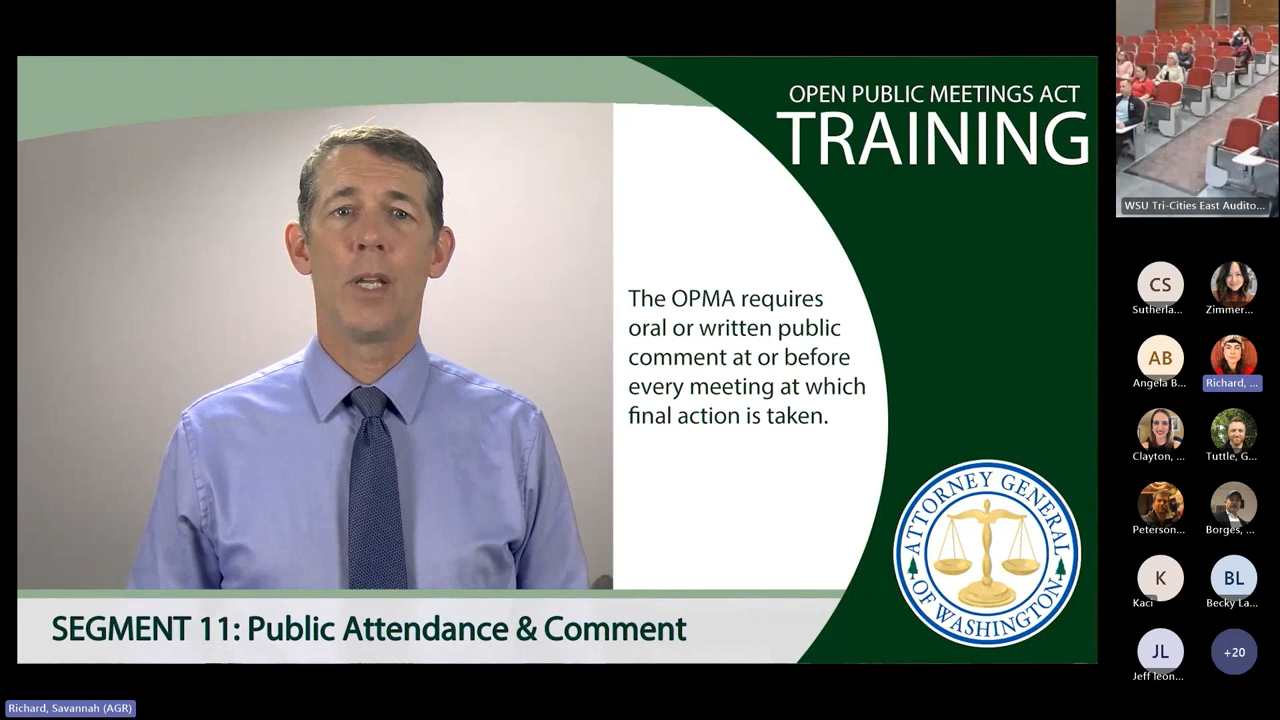 OPEN PUBLIC MEETINGS ACT
TRAINING
The OPMA requires
oral or written public
comment at or before
every meeting at which
final action is taken.
ATTORNEY GENERAL
OF WASHINGTON
SEGMENT 11: Public Attendance & Comment
Richard, Savannah (AGR)
WSU Tri-Cities East Audito...
CS
Sutherla...
Zimmer...
AB
Angela B...
Richard, ...
Clayton, ...
Tuttle, G...
Peterson...
Borges, ...
K
Kaci
BL
Becky La...
JL
Jeff leon...
+20